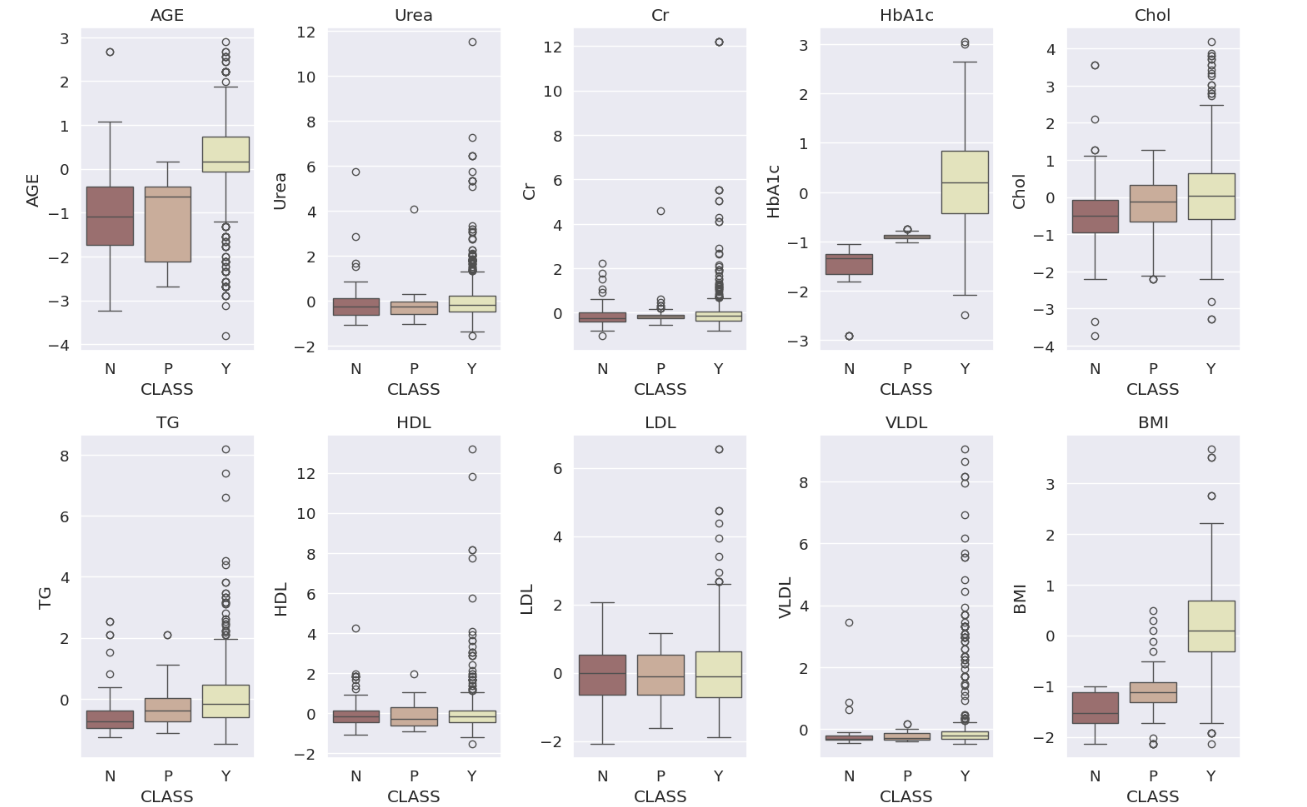 AGE
Urea
Cr
HbA1c
Chol
3
2
1
0
−1
−2
−3
−4
AGE
N P Y
CLASS
12
10
8
6
4
2
0
−2
Urea
N P Y
CLASS
12
10
8
6
4
2
0
Cr
N P Y
CLASS
3
2
1
0
−1
−2
−3
HbA1c
N P Y
CLASS
4
3
2
1
0
−1
−2
−3
−4
Chol
N P Y
CLASS
TG
HDL
LDL
VLDL
BMI
8
6
4
2
0
TG
N P Y
CLASS
12
10
8
6
4
2
0
−2
HDL
N P Y
CLASS
6
4
2
0
−2
LDL
N P Y
CLASS
8
6
4
2
0
VLDL
N P Y
CLASS
3
2
1
0
−1
−2
BMI
N P Y
CLASS